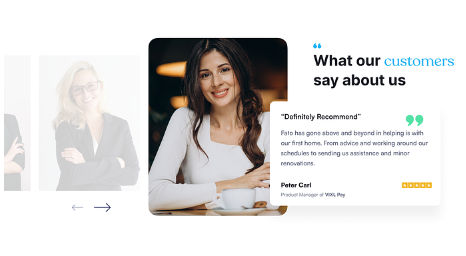 What our customers
say about us
“Definitely Recommend”
Fato has gone above and beyond in helping is with
our first home. From advice and working around our
schedules to sending us assistance and minor
renovations.
Peter Carl
Product Manager at VIXL Pay